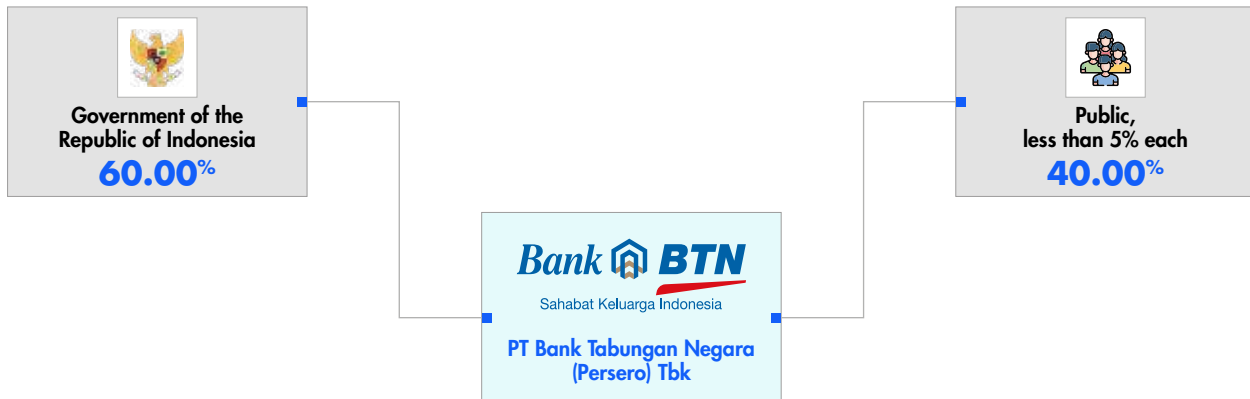 Government of the
Republic of Indonesia
60.00%
Public,
less than 5% each
40.00%
Bank BTN
Sahabat Keluarga Indonesia
PT Bank Tabungan Negara
(Persero) Tbk